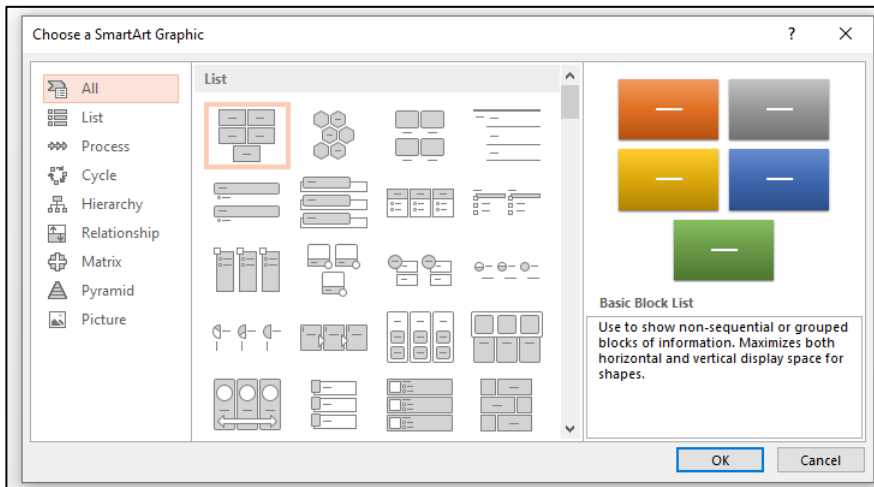 Choose a SmartArt Graphic
?
All
List
Process
Cycle
Hierarchy
Relationship
Matrix
Pyramid
Picture
List
Basic Block List
Use to show non-sequential or grouped
blocks of information. Maximizes both
horizontal and vertical display space for
shapes.
OK
Cancel